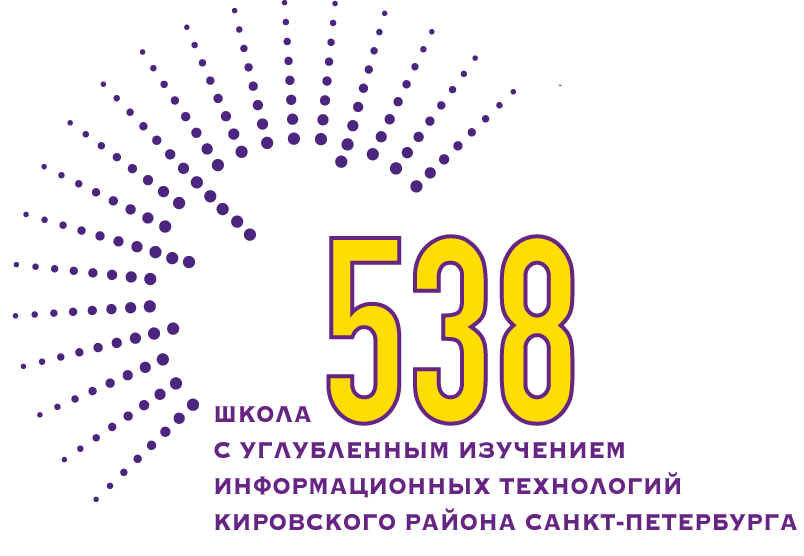 538
ШКОЛА
С УГЛУБЛЕННЫМ ИЗУЧЕНИЕМ
ИНФОРМАЦИОННЫХ ТЕХНОЛОГИЙ
КИРОВСКОГО РАЙОНА САНКТ-ПЕТЕРБУРГА